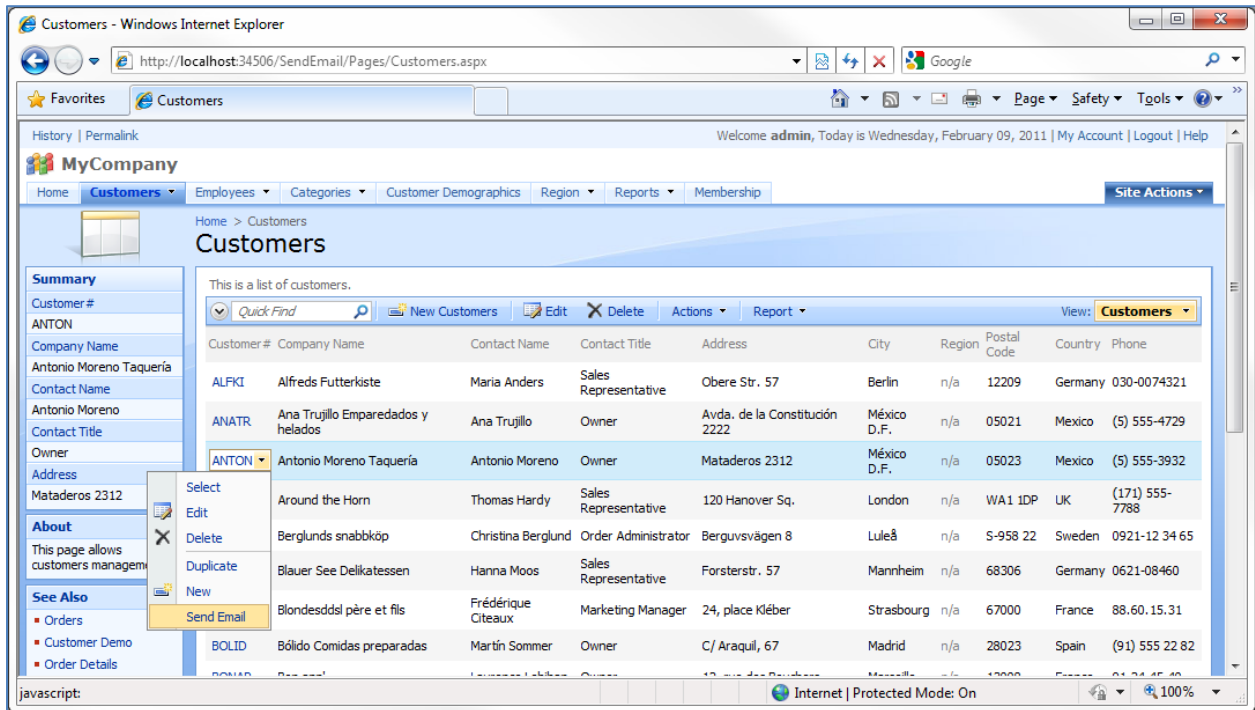 Customers - Windows Internet Explorer
http://localhost:34506/SendEmail/Pages/Customers.aspx
Google
Favorites Customers Page Safety Tools
History | Permalink Welcome admin, Today is Wednesday, February 09, 2011 | My Account | Logout | Help
MyCompany
Home Customers Employees Categories Customer Demographics Region Reports Membership Site Actions
Home > Customers
Customers
Summary
Customer#
ANTON
Company Name
Antonio Moreno Taquería
Contact Name
Antonio Moreno
Contact Title
Owner
Address
Mataderos 2312
About
This page allows
customers managem
See Also
Orders
Customer Demo
Order Details
This is a list of customers.
Quick Find New Customers Edit Delete Actions Report View: Customers
Customer# Company Name Contact Name Contact Title Address City Region Postal Code Country Phone
ALFKI Alfreds Futterkiste Maria Anders Sales Representative Obere Str. 57 Berlin n/a 12209 Germany 030-0074321
ANATR Ana Trujillo Emparedados y helados Ana Trujillo Owner Avda. de la Constitución 2222 México D.F. n/a 05021 Mexico (5) 555-4729
ANTON Antonio Moreno Taquería Antonio Moreno Owner Mataderos 2312 México D.F. n/a 05023 Mexico (5) 555-3932
Around the Horn Thomas Hardy Sales Representative 120 Hanover Sq. London n/a WA1 1DP UK (171) 555-7788
Berglunds snabbköp Christina Berglund Order Administrator Berguvsvägen 8 Luleå n/a S-958 22 Sweden 0921-12 34 65
Blauer See Delikatessen Hanna Moos Sales Representative Forsterstr. 57 Mannheim n/a 68306 Germany 0621-08460
Blondesddsl père et fils Frédérique Citeaux Marketing Manager 24, place Kléber Strasbourg n/a 67000 France 88.60.15.31
BOLID Bólido Comidas preparadas Martín Sommer Owner C/ Araquil, 67 Madrid n/a 28023 Spain (91) 555 22 82
Select
Edit
Delete
Duplicate
New
Send Email
javascript: Internet | Protected Mode: On 100%